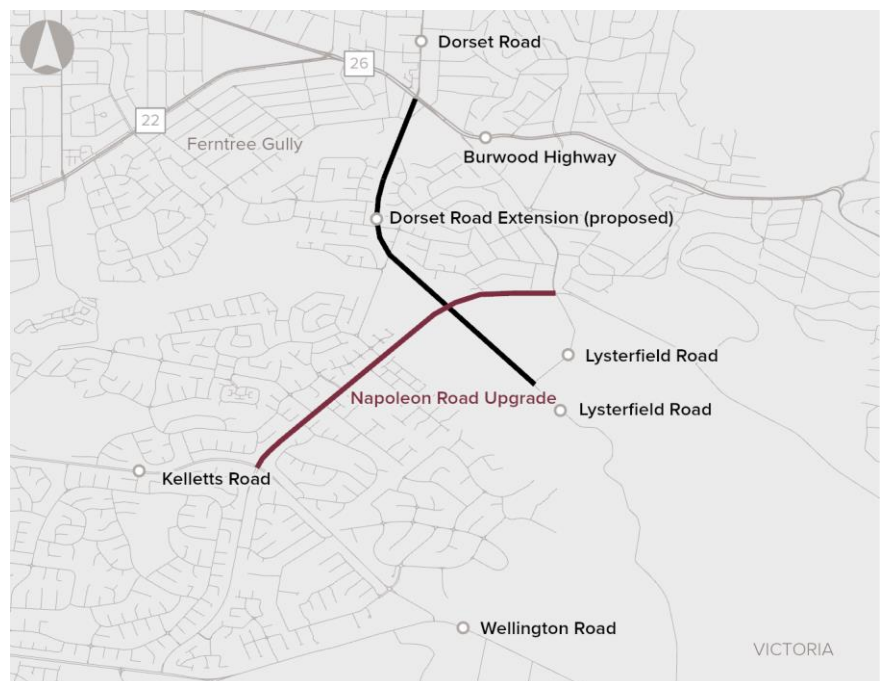 Dorset Road
26
22
Ferntree Gully
Burwood Highway
Dorset Road Extension (proposed)
Lysterfield Road
Napoleon Road Upgrade
Lysterfield Road
Kelletts Road
Wellington Road
VICTORIA